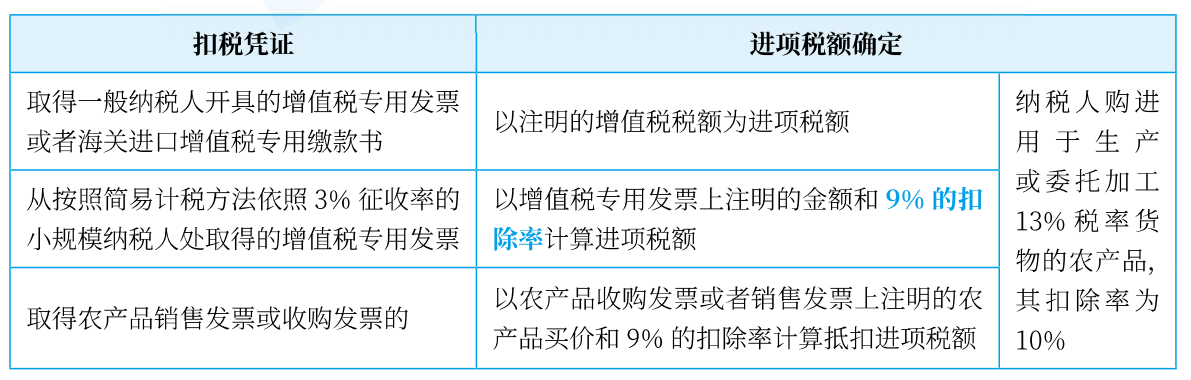 扣税凭证
进项税额确定
取得一般纳税人开具的增值税专用发票
或者海关进口增值税专用缴款书
以注明的增值税税额为进项税额
从按照简易计税方法依照 3% 征收率的
小规模纳税人处取得的增值税专用发票
以增值税专用发票上注明的金额和 9% 的扣
除率计算进项税额
取得农产品销售发票或收购发票的
以农产品收购发票或者销售发票上注明的农
产品买价和 9% 的扣除率计算抵扣进项税额
纳税人购进
用于生产
或委托加工
13% 税率货
物的农产品，
其扣除率为
10%